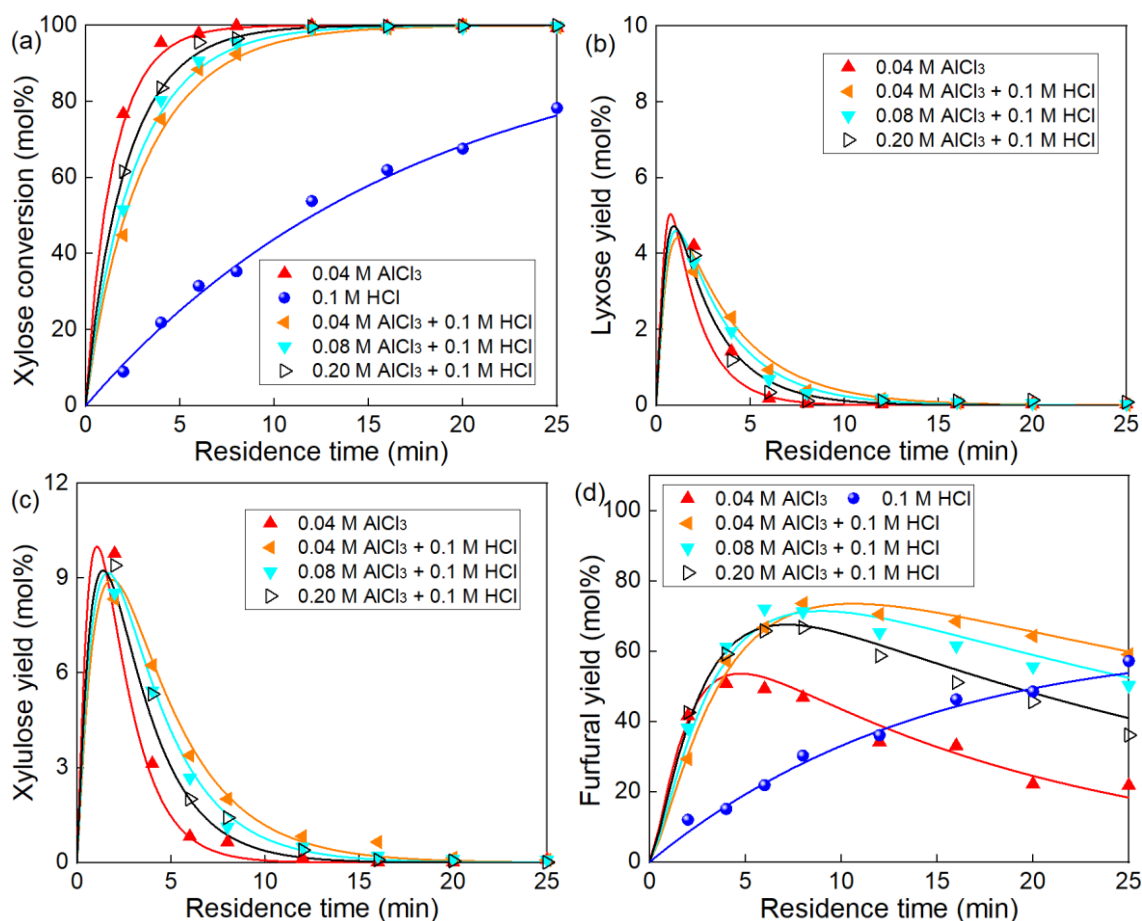 (a)
Xylose conversion (mol%)
100
80
60
40
20
0
0.04 M AlCl₃
0.1 M HCl
0.04 M AlCl₃ + 0.1 M HCl
0.08 M AlCl₃ + 0.1 M HCl
0.20 M AlCl₃ + 0.1 M HCl
0 5 10 15 20 25
Residence time (min)
(b)
Lyxose yield (mol%)
10
8
6
4
2
0
0.04 M AlCl₃
0.04 M AlCl₃ + 0.1 M HCl
0.08 M AlCl₃ + 0.1 M HCl
0.20 M AlCl₃ + 0.1 M HCl
0 5 10 15 20 25
Residence time (min)
(c)
Xylulose yield (mol%)
12
9
6
3
0
0.04 M AlCl₃
0.04 M AlCl₃ + 0.1 M HCl
0.08 M AlCl₃ + 0.1 M HCl
0.20 M AlCl₃ + 0.1 M HCl
0 5 10 15 20 25
Residence time (min)
(d)
Furfural yield (mol%)
100
80
60
40
20
0
0.04 M AlCl₃ 0.1 M HCl
0.04 M AlCl₃ + 0.1 M HCl
0.08 M AlCl₃ + 0.1 M HCl
0.20 M AlCl₃ + 0.1 M HCl
0 5 10 15 20 25
Residence time (min)